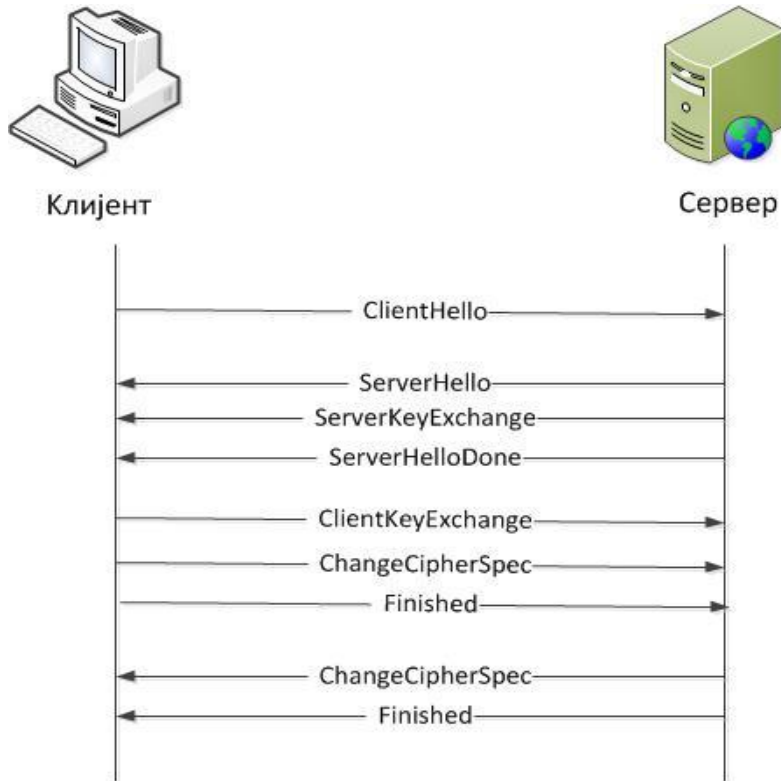 Клијент
Сервер
ClientHello
ServerHello
ServerKeyExchange
ServerHelloDone
ClientKeyExchange
ChangeCipherSpec
Finished
ChangeCipherSpec
Finished